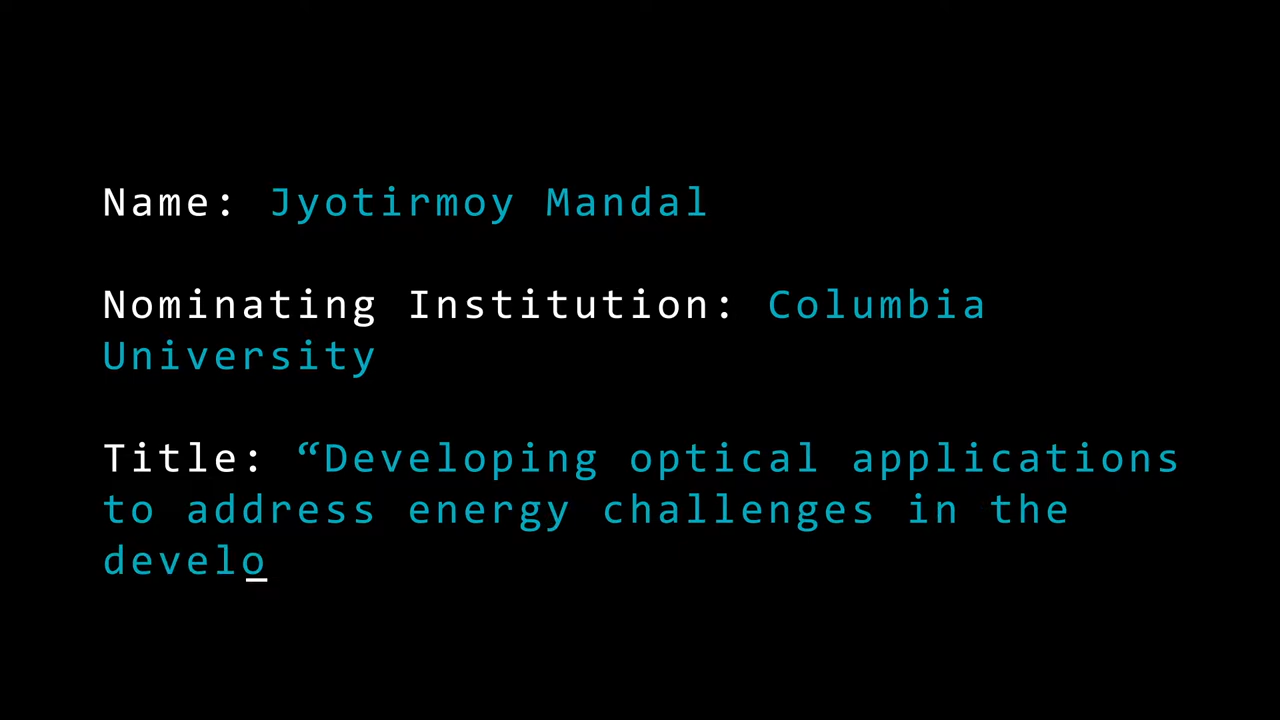 Name: Jyotirmoy Mandal
Nominating Institution: Columbia
University
Title: “Developing optical applications
to address energy challenges in the
develo